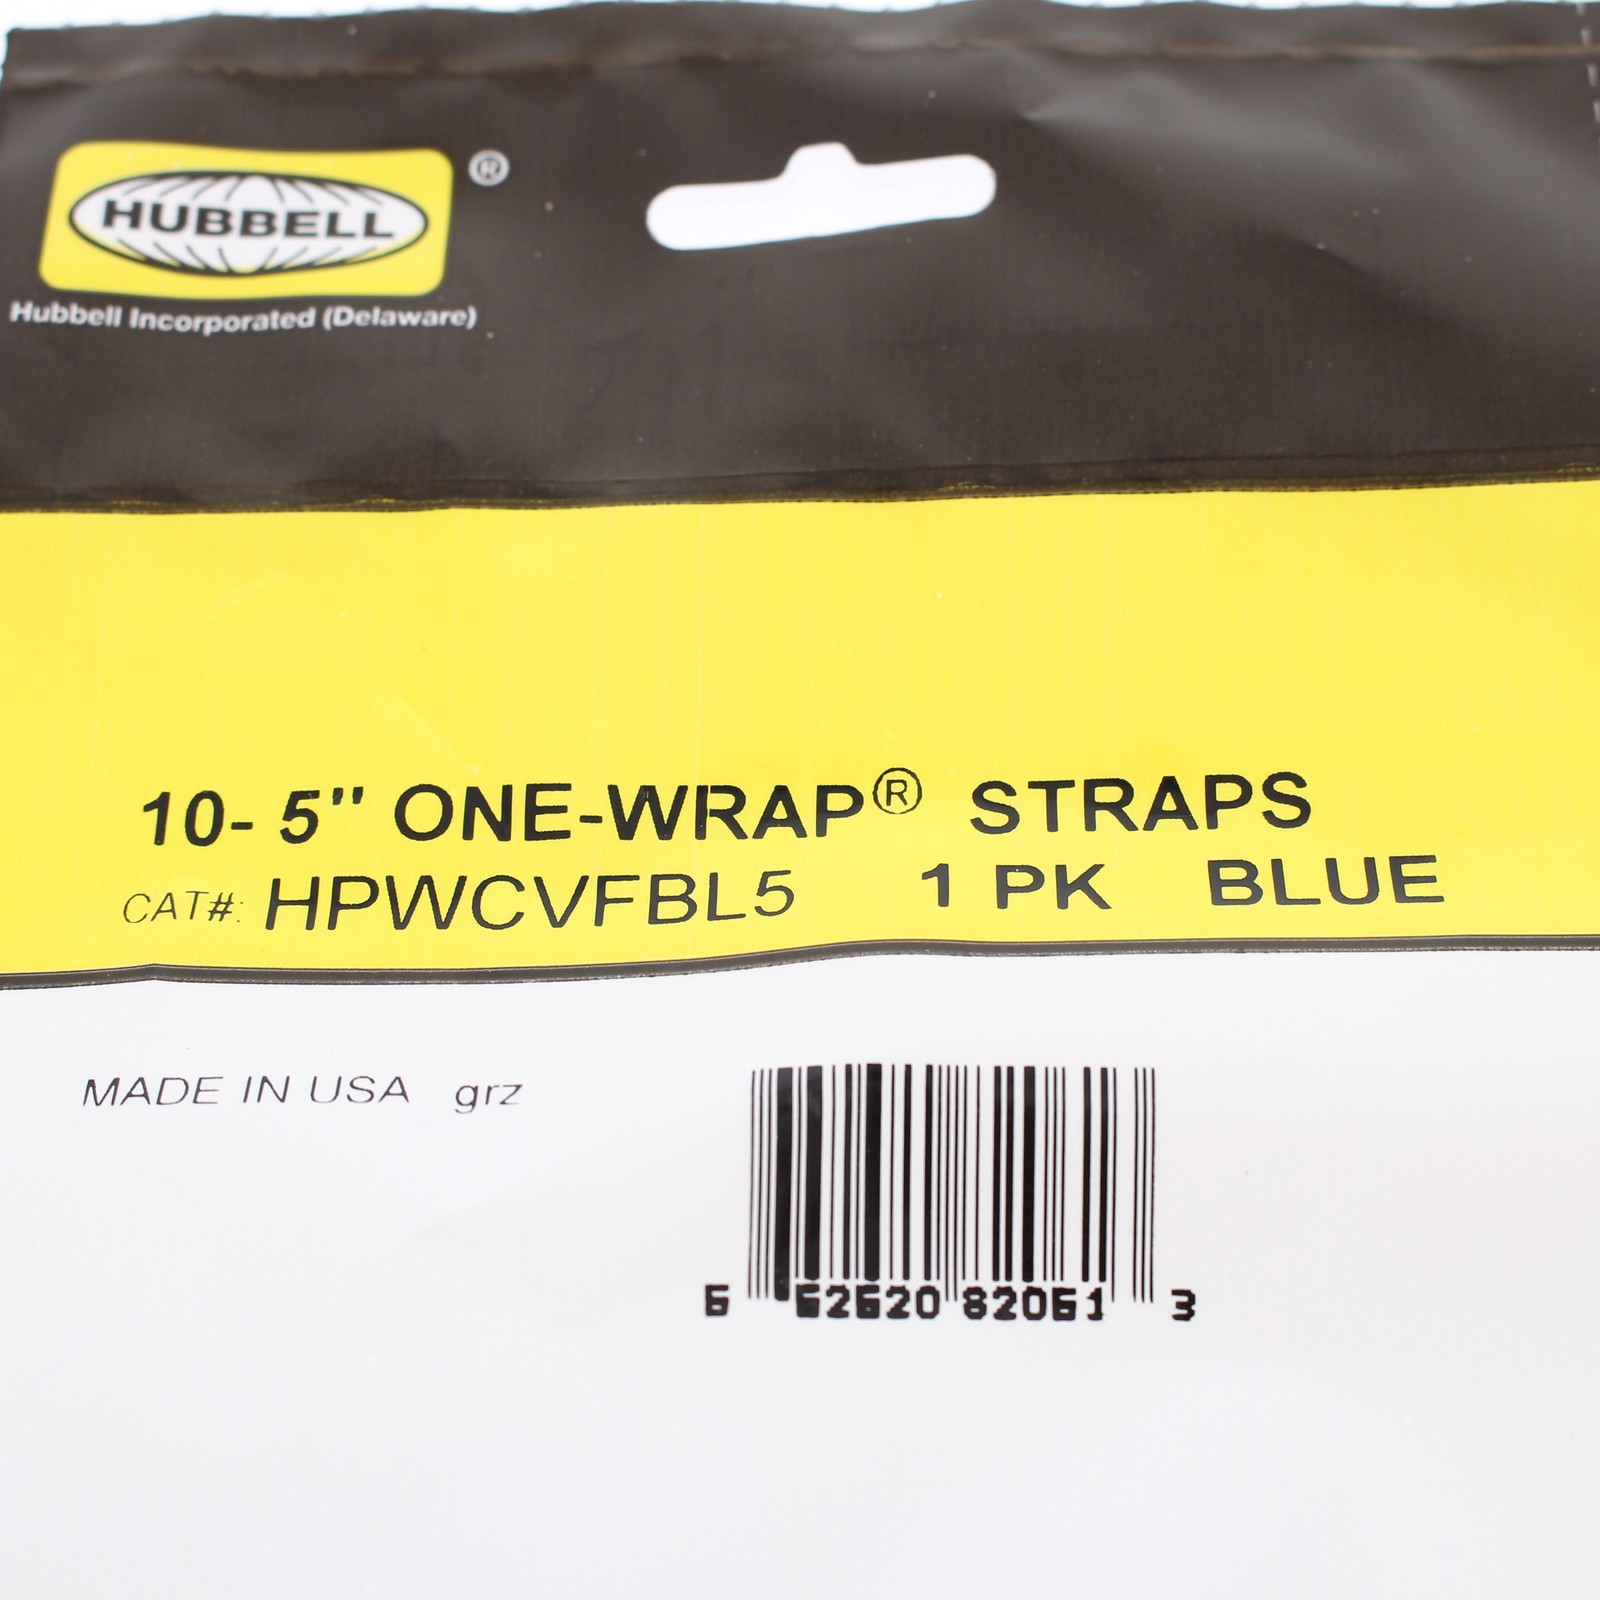 HUBBELL ®
Hubbell Incorporated (Delaware)
10- 5" ONE-WRAP® STRAPS
CAT#: HPWCVFBL5 1 PK BLUE
MADE IN USA grz
6 62620 82061 3